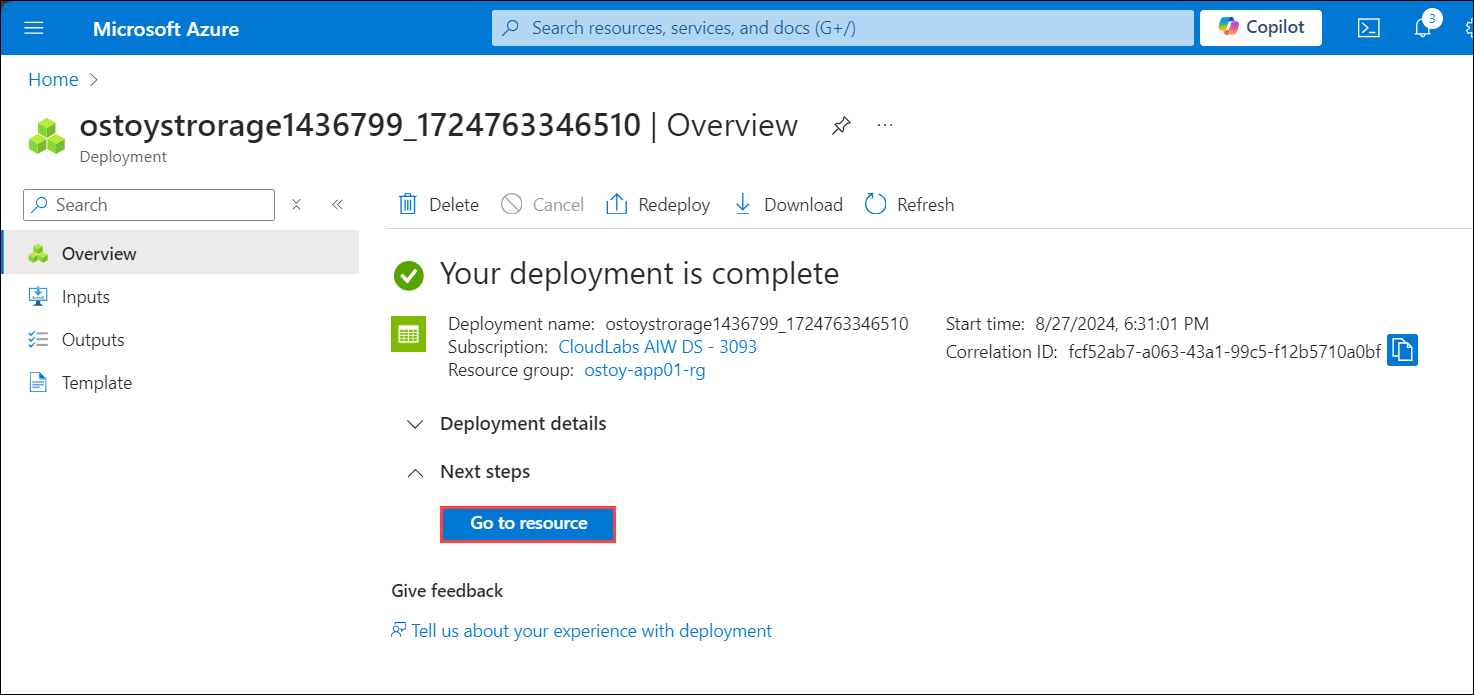 Microsoft Azure
Search resources, services, and docs (G+/)
Copilot
3
Home
ostoystrorage1436799_1724763346510 | Overview
Deployment
Search
Delete
Cancel
Redeploy
Download
Refresh
Overview
Inputs
Outputs
Template
Your deployment is complete
Deployment name: ostoystrorage1436799_1724763346510
Subscription: CloudLabs AIW DS - 3093
Resource group: ostoy-app01-rg
Start time: 8/27/2024, 6:31:01 PM
Correlation ID: fcf52ab7-a063-43a1-99c5-f12b5710a0bf
Deployment details
Next steps
Go to resource
Give feedback
Tell us about your experience with deployment